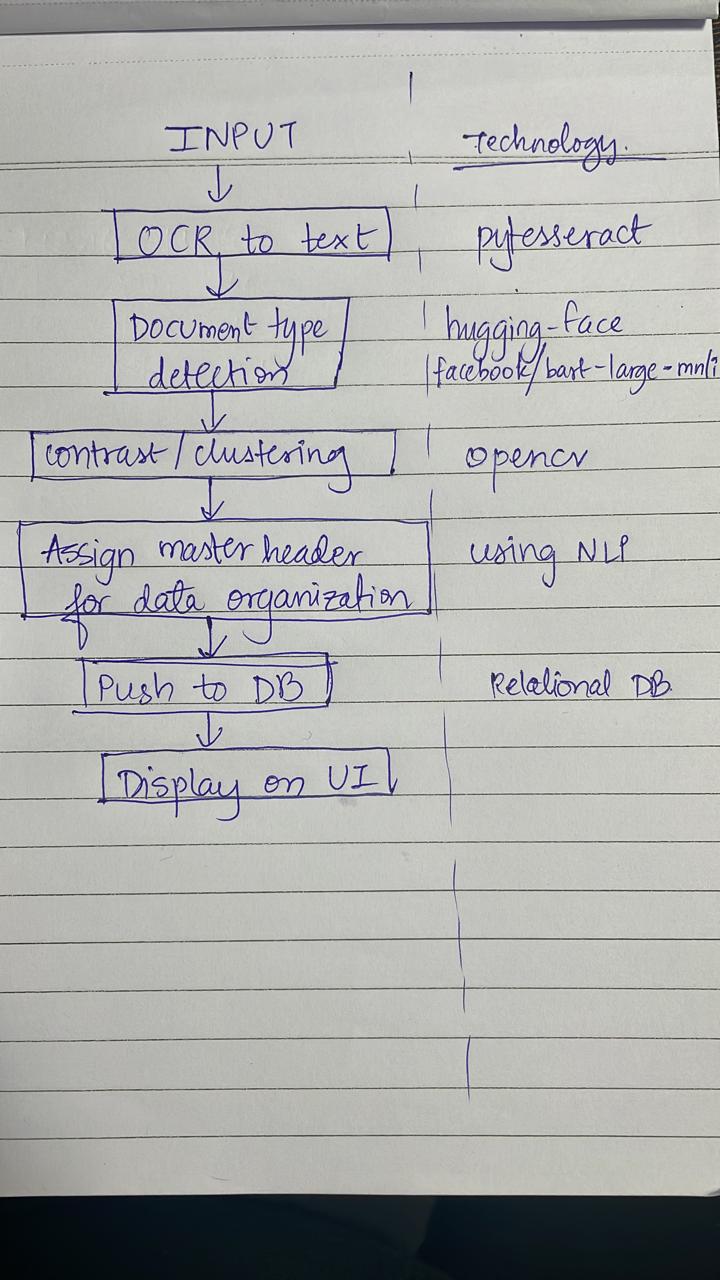 INPUT
Technology.
OCR to text
pytesseract
Document type
detection
hugging-face
facebook/bart-large-mnli
contrast/clustering
opencv
Assign master header
for data organization
using NLP
Push to DB
Relational DB
Display on UI